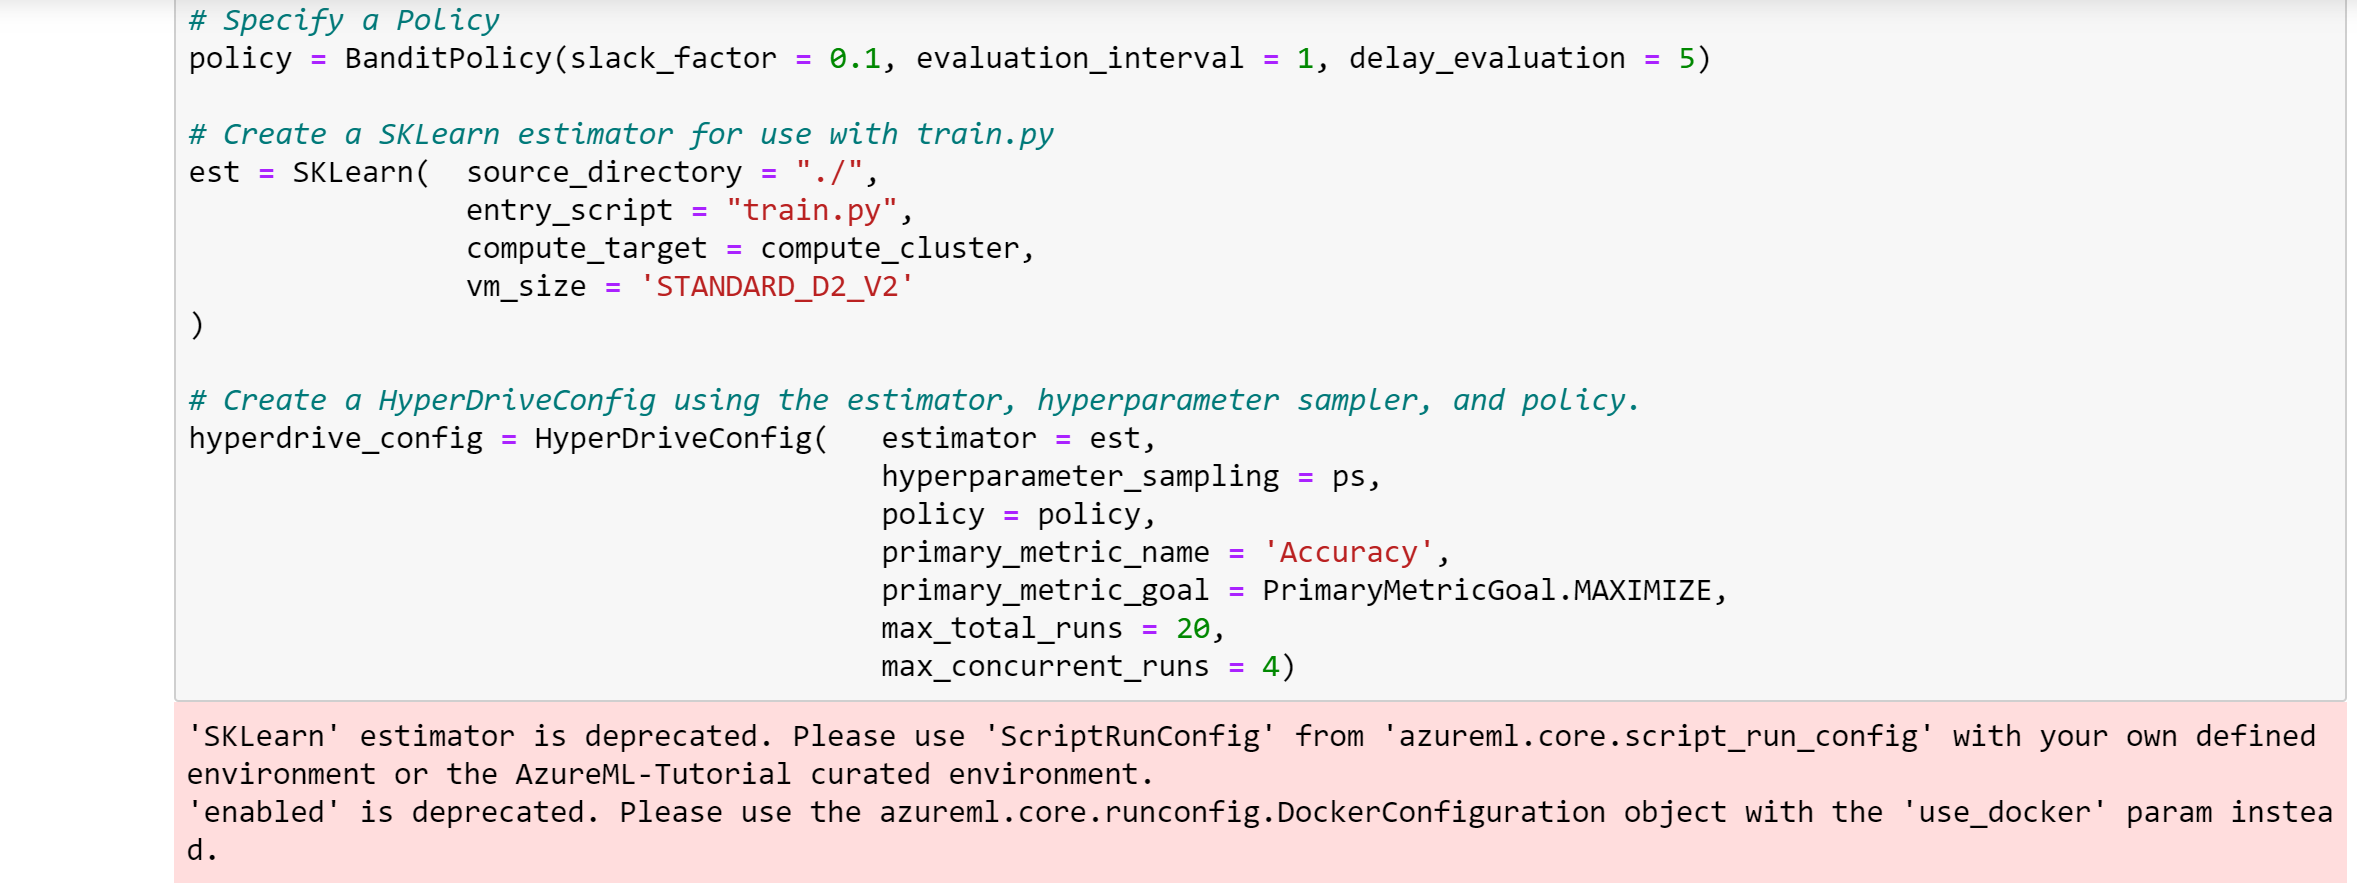 # Specify a Policy
policy = BanditPolicy(slack_factor = 0.1, evaluation_interval = 1, delay_evaluation = 5)
# Create a SKLearn estimator for use with train.py
est = SKLearn(  source_directory = "./",
entry_script = "train.py",
compute_target = compute_cluster,
vm_size = 'STANDARD_D2_V2'
)
# Create a HyperDriveConfig using the estimator, hyperparameter sampler, and policy.
hyperdrive_config = HyperDriveConfig(   estimator = est,
hyperparameter_sampling = ps,
policy = policy,
primary_metric_name = 'Accuracy',
primary_metric_goal = PrimaryMetricGoal.MAXIMIZE,
max_total_runs = 20,
max_concurrent_runs = 4)
'SKLearn' estimator is deprecated. Please use 'ScriptRunConfig' from 'azureml.core.script_run_config' with your own defined
environment or the AzureML-Tutorial curated environment.
'enabled' is deprecated. Please use the azureml.core.runconfig.DockerConfiguration object with the 'use_docker' param instea
d.